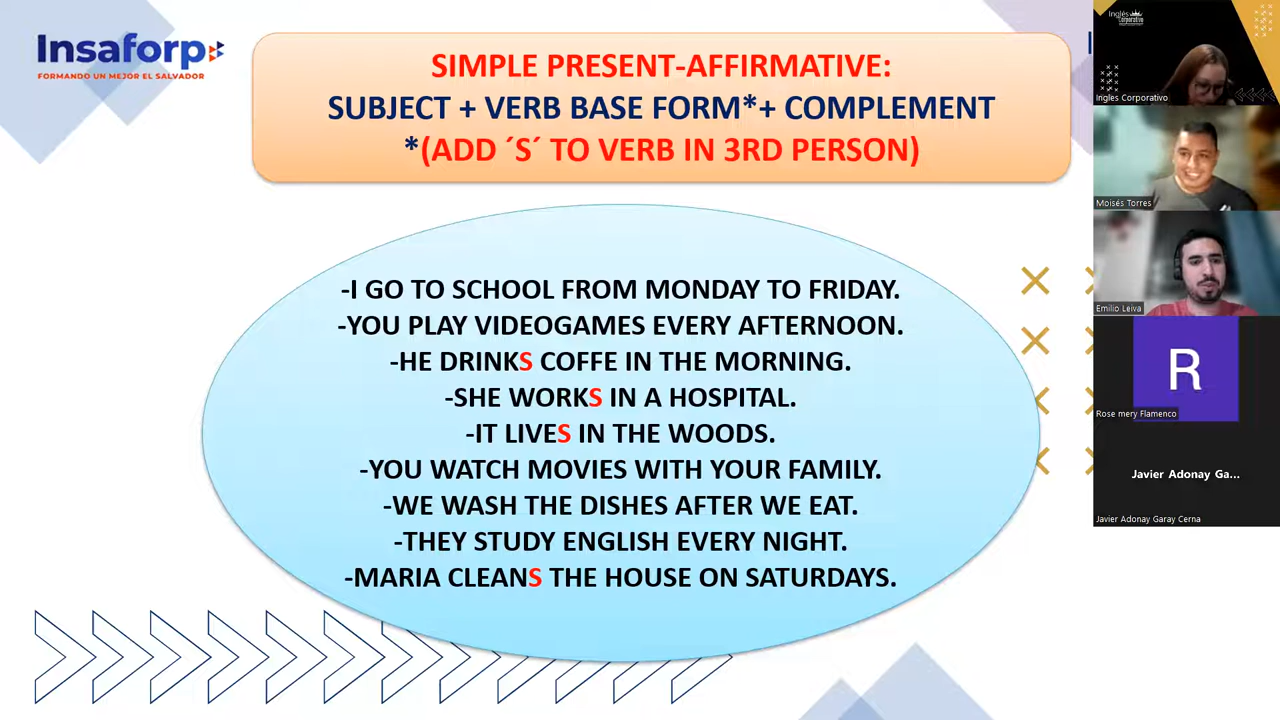 Insaforp
FORMANDO UN MEJOR EL SALVADOR
SIMPLE PRESENT-AFFIRMATIVE:
SUBJECT + VERB BASE FORM*+ COMPLEMENT
*(ADD ´S´ TO VERB IN 3RD PERSON)
-I GO TO SCHOOL FROM MONDAY TO FRIDAY.
-YOU PLAY VIDEOGAMES EVERY AFTERNOON.
-HE DRINKS COFFE IN THE MORNING.
-SHE WORKS IN A HOSPITAL.
-IT LIVES IN THE WOODS.
-YOU WATCH MOVIES WITH YOUR FAMILY.
-WE WASH THE DISHES AFTER WE EAT.
-THEY STUDY ENGLISH EVERY NIGHT.
-MARIA CLEANS THE HOUSE ON SATURDAYS.
Inglés
Corporativo
Ingles Corporativo
Moisés Torres
Emilio Leiva
R
Rose mery Flamenco
Javier Adonay Ga...
Javier Adonay Garay Cerna